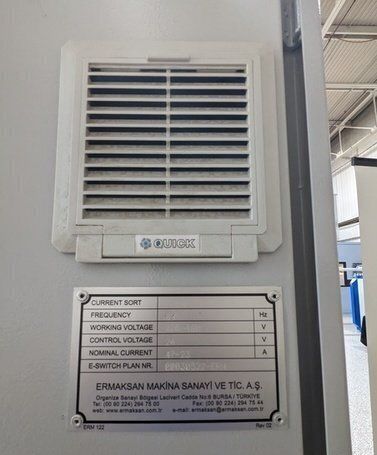 QUICK
CURRENT SORT
FREQUENCY Hz
WORKING VOLTAGE V
CONTROL VOLTAGE V
NOMINAL CURRENT A
E-SWITCH PLAN NR.
ERMAKSAN MAKİNA SANAYİ VE TİC. A.Ş.
Organize Sanayi Bölgesi Lacivert Cadde No:6 BURSA / TÜRKİYE
Tel: 00 90 (224) 294 75 00 Fax: 00 90 (224) 294 75 44
web: www.ermaksan.com.tr e-mail: fax@ermaksan.com.tr
ERM 122 Rev 02